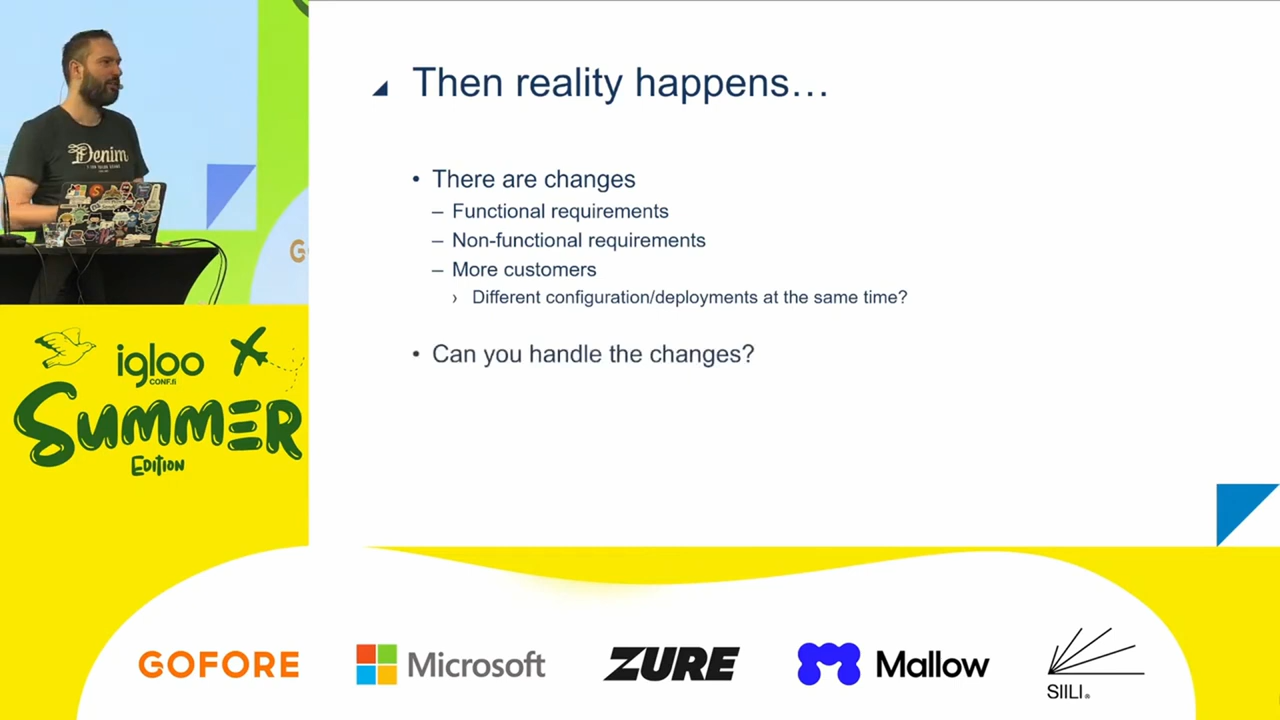 Then reality happens…
• There are changes
– Functional requirements
– Non-functional requirements
– More customers
› Different configuration/deployments at the same time?
• Can you handle the changes?
Denim
igloo
CONF.fi
SUMMER
EDITION
GOFORE
Microsoft
ZURE
Mallow
SIILI